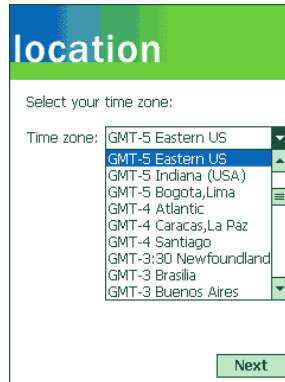 location
Select your time zone:
Time zone: GMT-5 Eastern US
GMT-5 Eastern US
GMT-5 Indiana (USA)
GMT-5 Bogota,Lima
GMT-4 Atlantic
GMT-4 Caracas,La Paz
GMT-4 Santiago
GMT-3:30 Newfoundland
GMT-3 Brasilia
GMT-3 Buenos Aires
Next